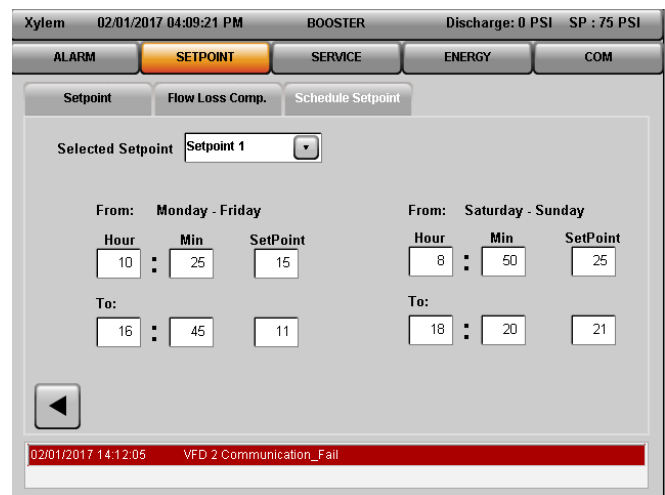 Xylem 02/01/2017 04:09:21 PM BOOSTER Discharge: 0 PSI SP : 75 PSI
ALARM SETPOINT SERVICE ENERGY COM
Setpoint Flow Loss Comp. Schedule Setpoint
Selected Setpoint Setpoint 1
From: Monday - Friday From: Saturday - Sunday
Hour Min SetPoint Hour Min SetPoint
10 : 25 15 8 : 50 25
To: To:
16 : 45 11 18 : 20 21
02/01/2017 14:12:05 VFD 2 Communication_Fail